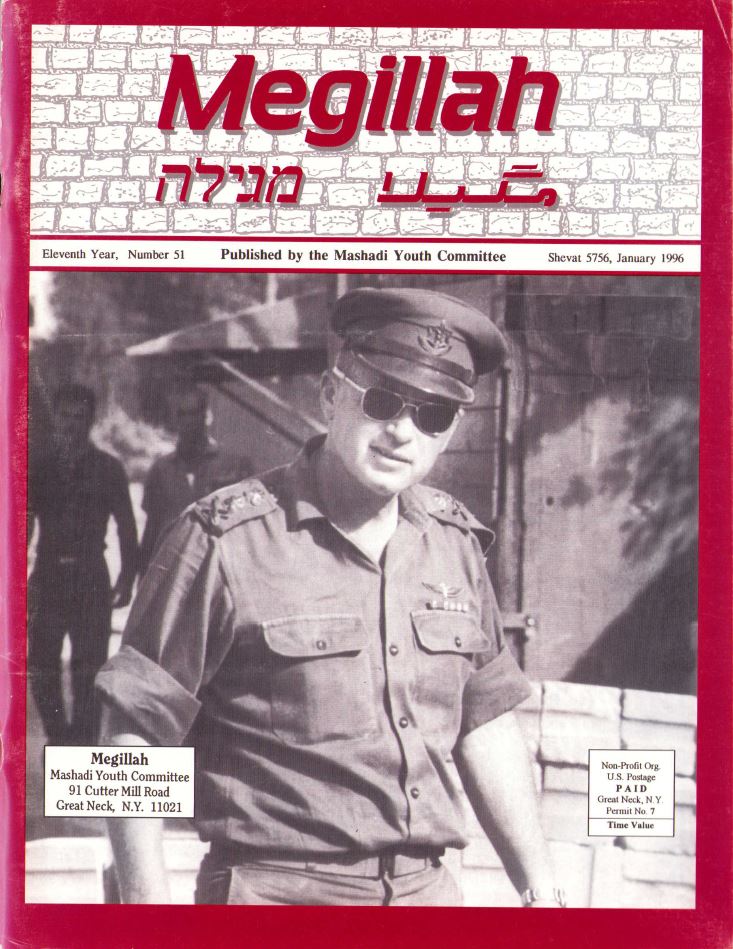 Megillah
מגילה مگیلا
Eleventh Year, Number 51 Published by the Mashadi Youth Committee Shevat 5756, January 1996
Megillah
Mashadi Youth Committee
91 Cutter Mill Road
Great Neck, N.Y. 11021
Non-Profit Org.
U.S. Postage
PAID
Great Neck, N.Y.
Permit No. 7
Time Value